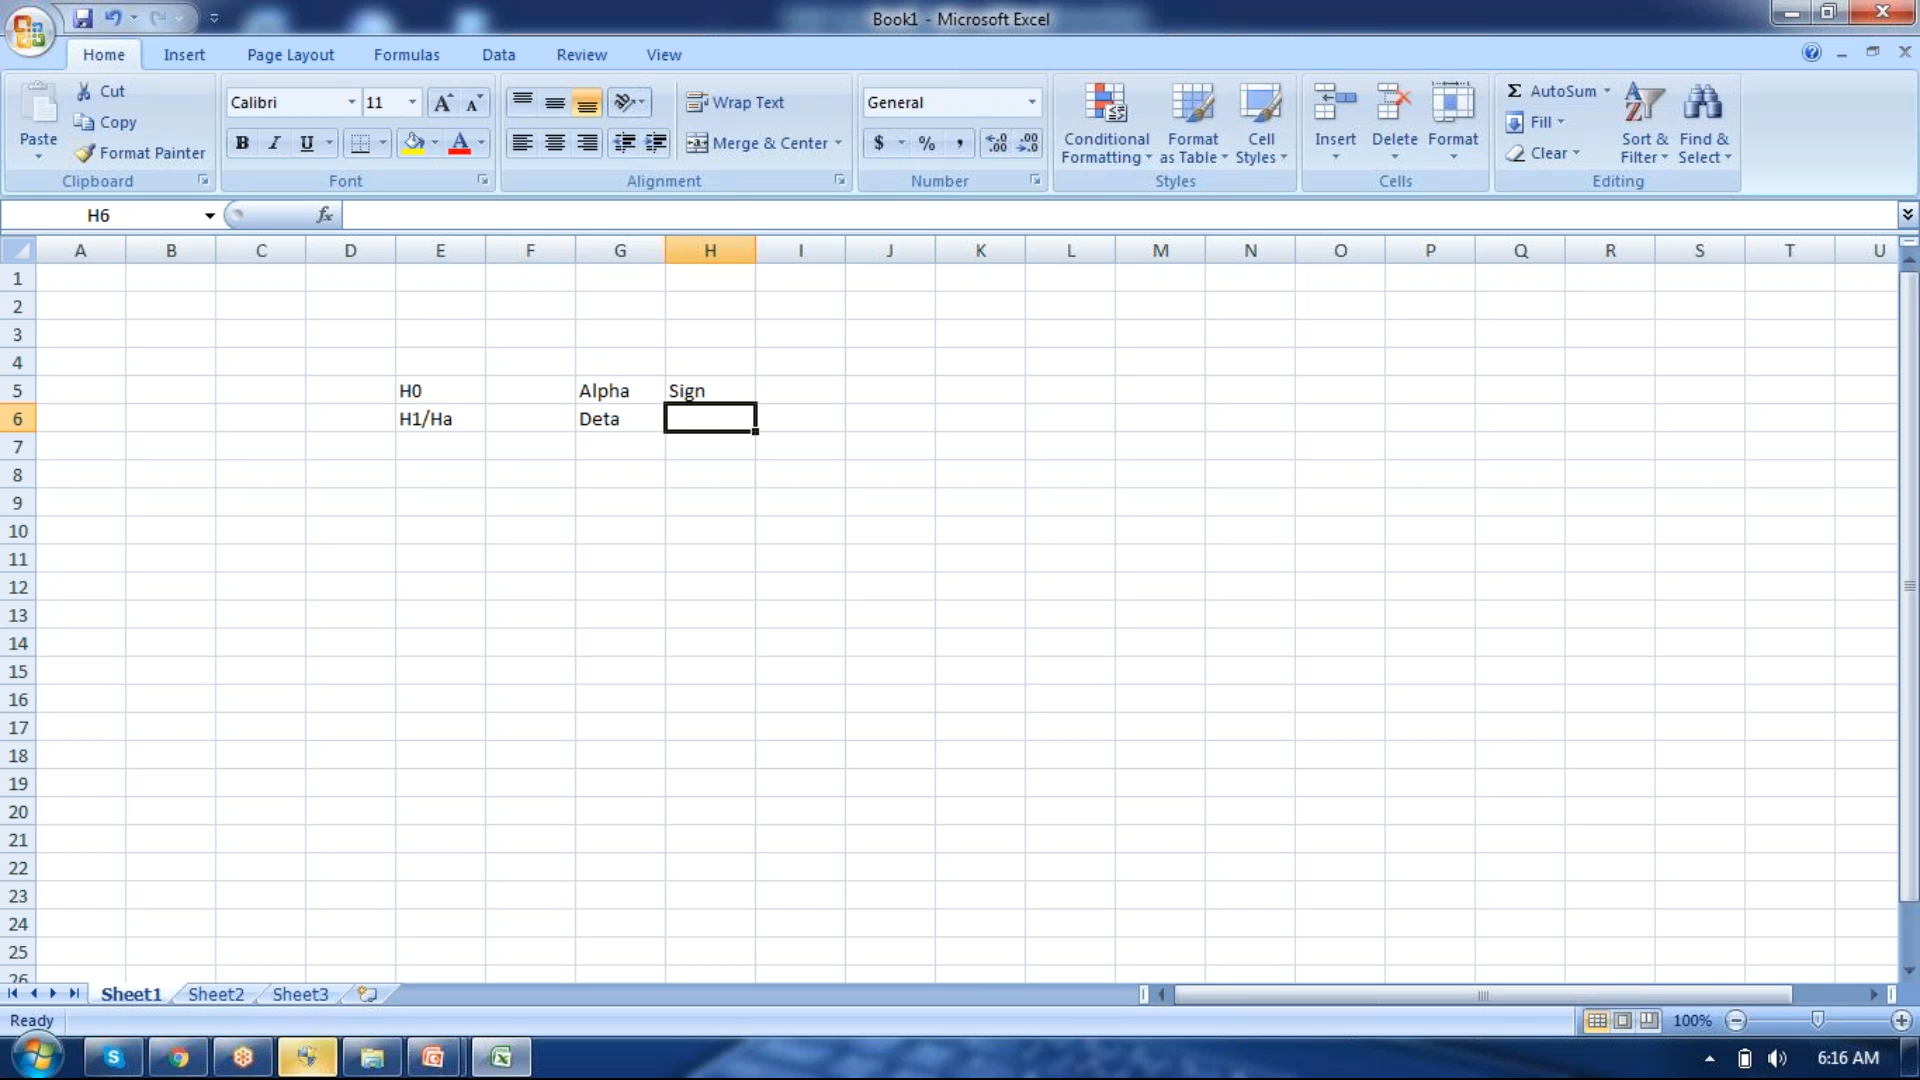 Book1 - Microsoft Excel
Home Insert Page Layout Formulas Data Review View
Paste Cut Copy Format Painter Clipboard
Calibri 11 B I U Font
Wrap Text Merge & Center Alignment
General $ % , .00 .0 Number
Conditional Formatting Format as Table Cell Styles Styles
Insert Delete Format Cells
Σ AutoSum Fill Clear Sort & Filter Find & Select Editing
H6 fx
A B C D E F G H I J K L M N O P Q R S T U
1
2
3
4
5 H0 Alpha Sign
6 H1/Ha Deta
7
8
9
10
11
12
13
14
15
16
17
18
19
20
21
22
23
24
25
26
Sheet1 Sheet2 Sheet3
Ready 100%
6:16 AM